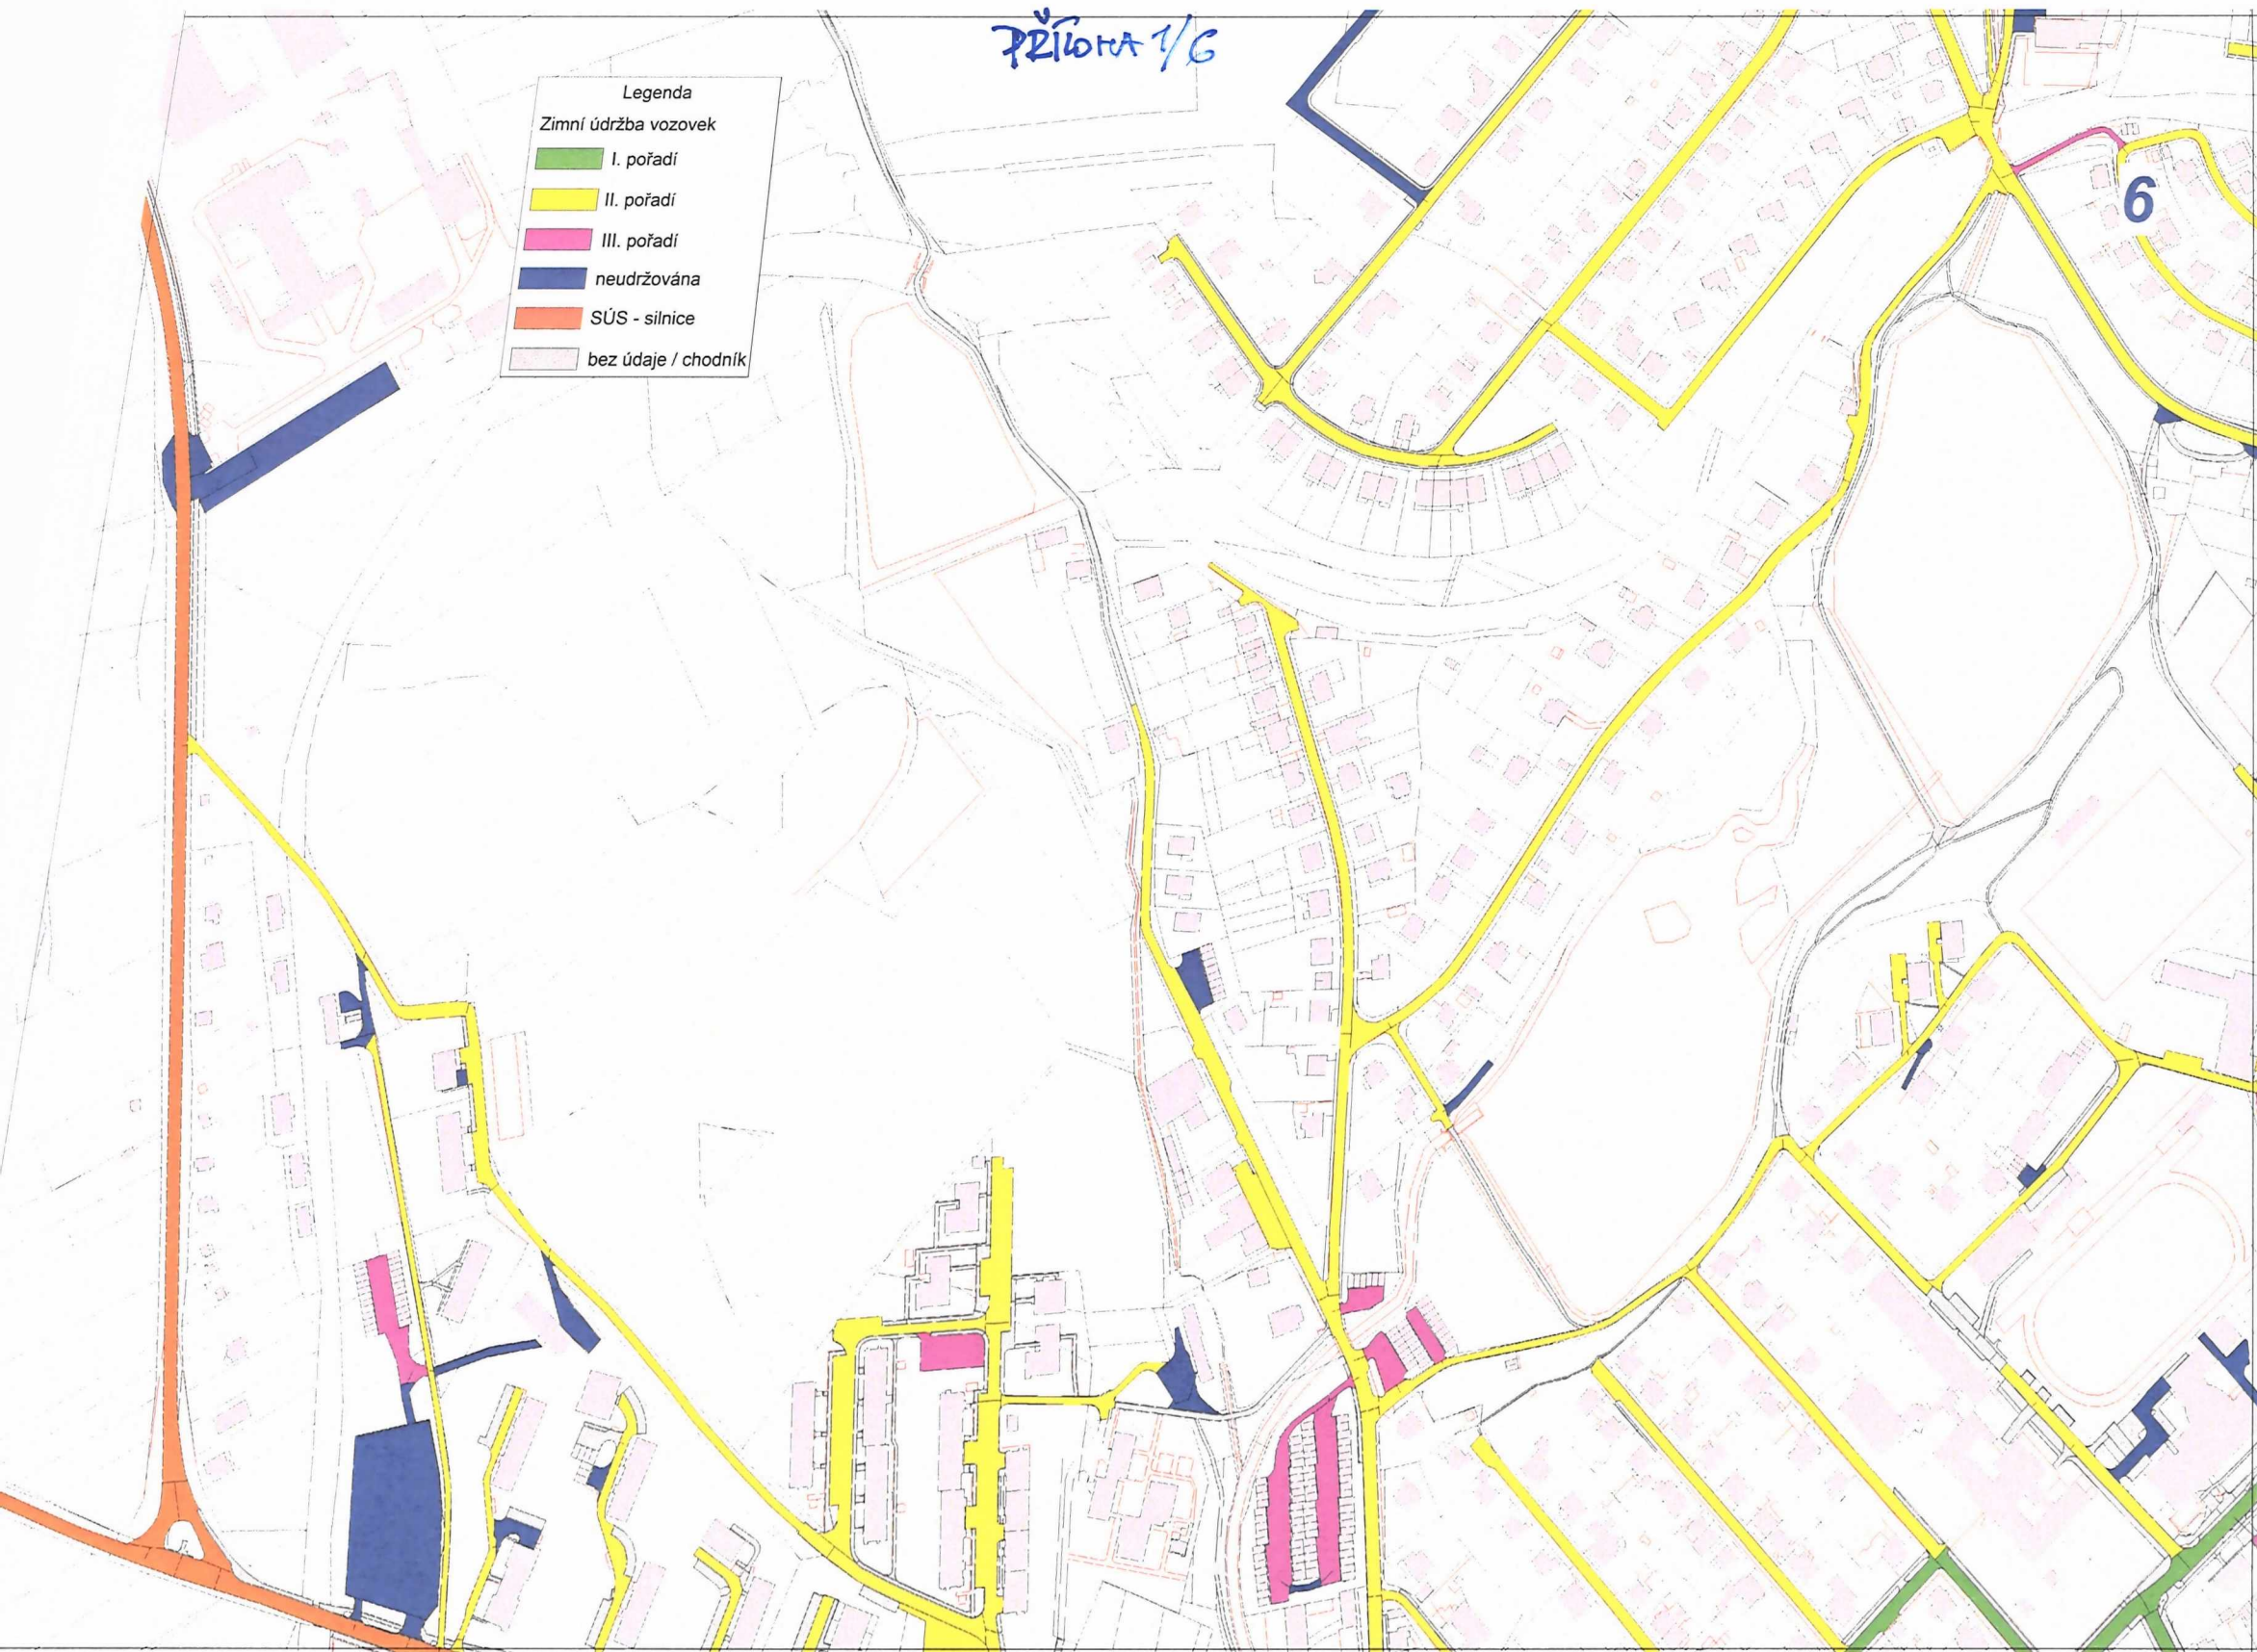 PŘÍLOHA 1/6
Legenda
Zimní údržba vozovek
I. pořadí
II. pořadí
III. pořadí
neudržována
SÚS - silnice
bez údaje / chodník
6